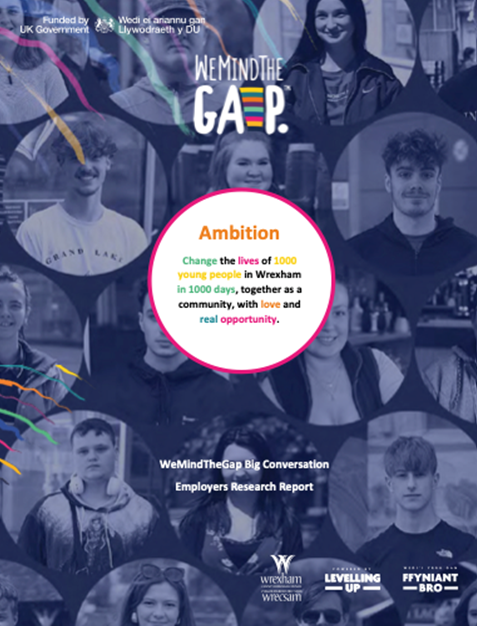 Funded by
UK Government
Wedi ei ariannu gan
Llywodraeth y DU
WEMINDTHE
GAP.
Ambition
Change the lives of 1000
young people in Wrexham
in 1000 days, together as a
community, with love and
real opportunity.
GRAND LAKE
WeMindTheGap Big Conversation
Employers Research Report
wrexham
wrecsam
LEVELLING
UP
FFYNIANT
BRO